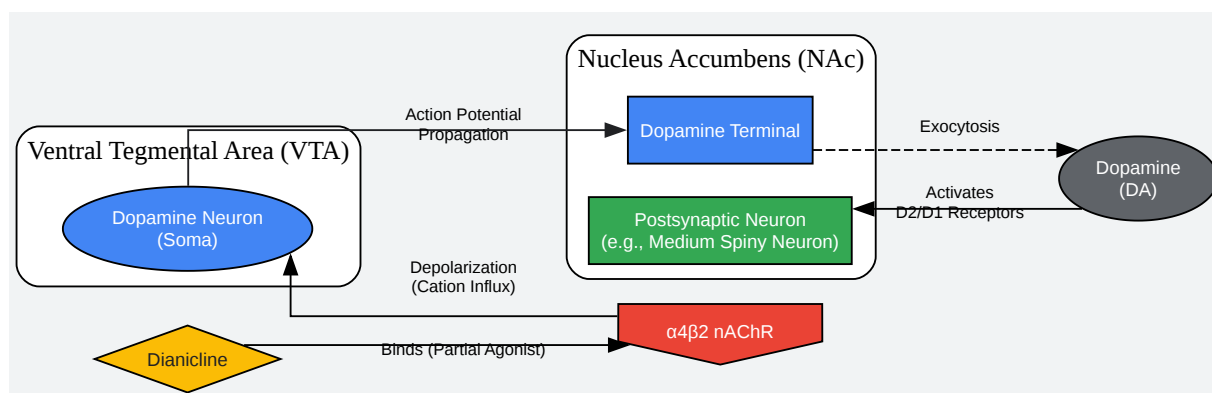 Nucleus Accumbens (NAc)
Action Potential
Propagation
Dopamine Terminal
Exocytosis
Ventral Tegmental Area (VTA)
Dopamine
(DA)
Dopamine Neuron
(Soma)
Postsynaptic Neuron
(e.g., Medium Spiny Neuron)
Activates
D2/D1 Receptors
Depolarization
(Cation Influx)
α4β2 nAChR
Dianicline
Binds (Partial Agonist)